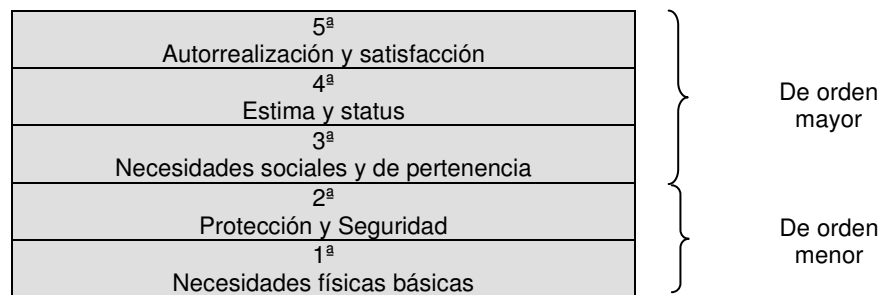 5ª
Autorrealización y satisfacción
4ª
Estima y status
3ª
Necesidades sociales y de pertenencia
2ª
Protección y Seguridad
1ª
Necesidades físicas básicas
De orden
mayor
De orden
menor